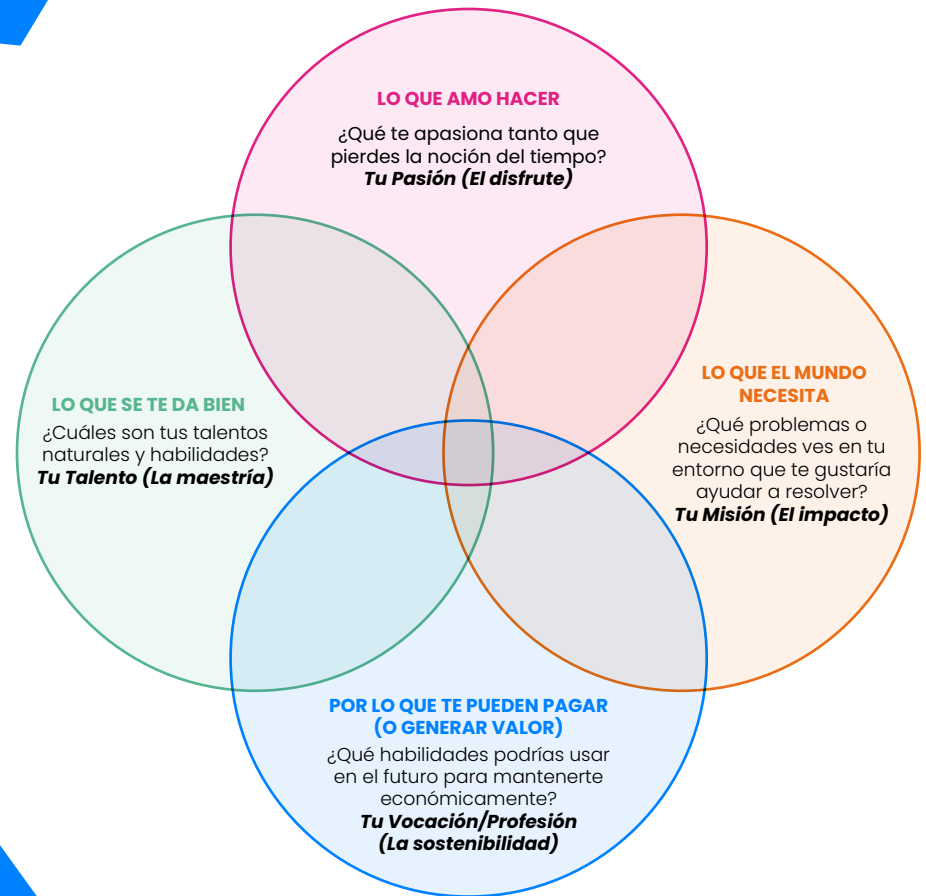 LO QUE AMO HACER
¿Qué te apasiona tanto que
pierdes la noción del tiempo?
Tu Pasión (El disfrute)
LO QUE SE TE DA BIEN
¿Cuáles son tus talentos
naturales y habilidades?
Tu Talento (La maestría)
LO QUE EL MUNDO
NECESITA
¿Qué problemas o
necesidades ves en tu
entorno que te gustaría
ayudar a resolver?
Tu Misión (El impacto)
POR LO QUE TE PUEDEN PAGAR
(O GENERAR VALOR)
¿Qué habilidades podrías usar
en el futuro para mantenerte
económicamente?
Tu Vocación/Profesión
(La sostenibilidad)